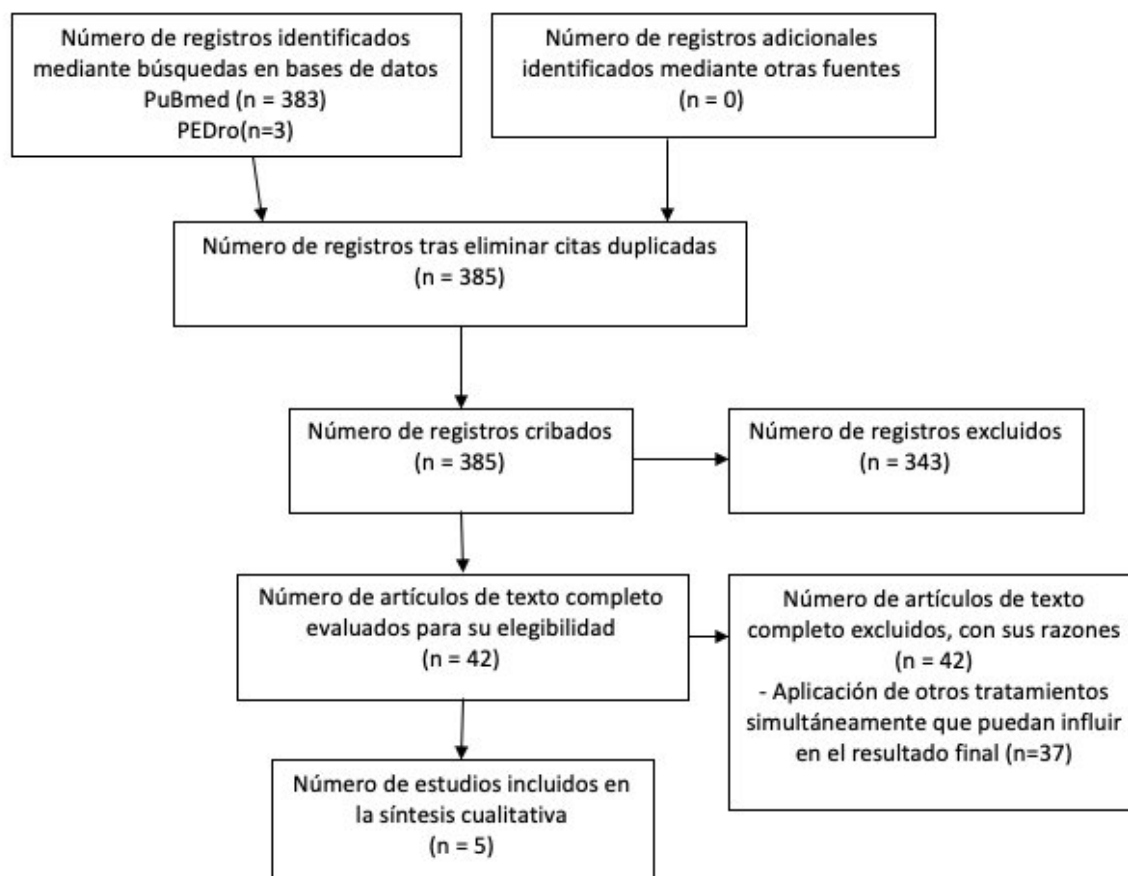 Número de registros identificados
mediante búsquedas en bases de datos
PuBmed (n = 383)
PEDro(n=3)
Número de registros adicionales
identificados mediante otras fuentes
(n = 0)
Número de registros tras eliminar citas duplicadas
(n = 385)
Número de registros cribados
(n = 385)
Número de registros excluidos
(n = 343)
Número de artículos de texto completo
evaluados para su elegibilidad
(n = 42)
Número de artículos de texto
completo excluidos, con sus razones
(n = 42)
- Aplicación de otros tratamientos
simultáneamente que puedan influir
en el resultado final (n=37)
Número de estudios incluidos en
la síntesis cualitativa
(n = 5)